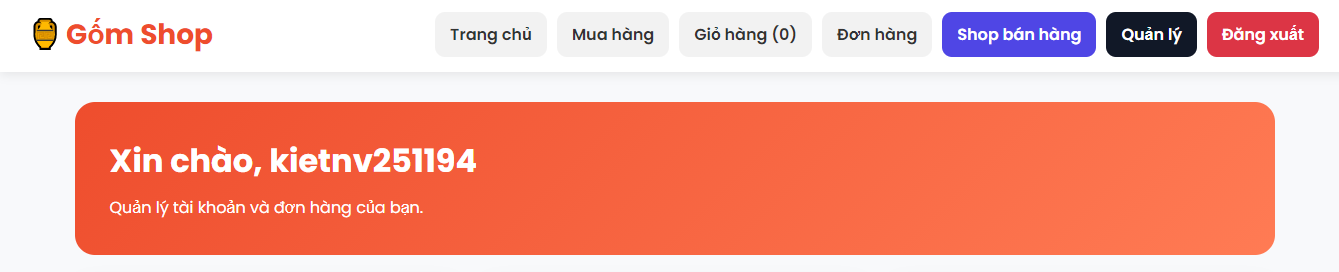 Gốm Shop
Trang chủ
Mua hàng
Giỏ hàng (0)
Đơn hàng
Shop bán hàng
Quản lý
Đăng xuất
Xin chào, kietnv251194
Quản lý tài khoản và đơn hàng của bạn.